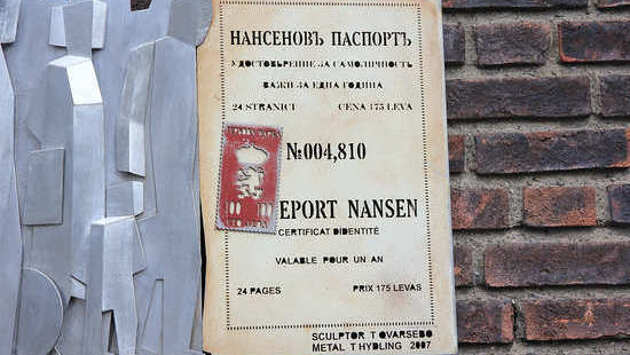 НАНСЕНОВЪ ПАСПОРТЪ
УДОСТОВѢРЕНИЕ ЗА САМОЛИЧНОСТЬ
ВАЖИ ЗА ЕДНА ГОДИНА
24 STRANICI CENA 175 LEVA
№004,810
EPORT NANSEN
CERTIFICAT DIDENTITÉ
VALABLE POUR UN AN
24 PAGES PRIX 175 LEVAS
SCULPTOR T OVARSEBO
METAL T HYDLING 2007